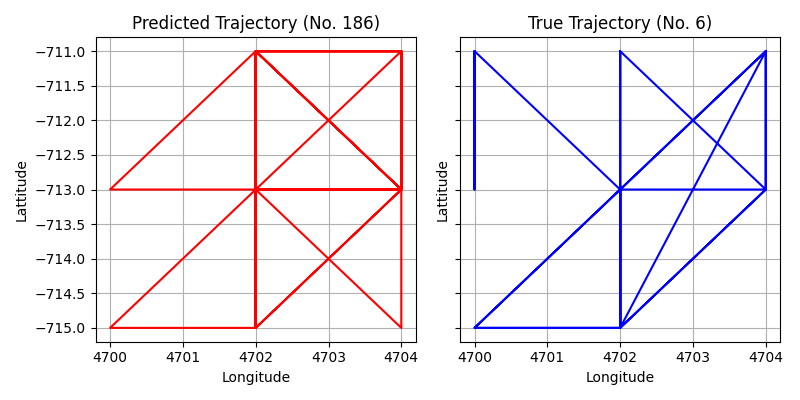 Predicted Trajectory (No. 186)
True Trajectory (No. 6)
−711.0
−711.5
−712.0
−712.5
−713.0
−713.5
−714.0
−714.5
−715.0
Lattitude
Lattitude
4700 4701 4702 4703 4704
4700 4701 4702 4703 4704
Longitude
Longitude